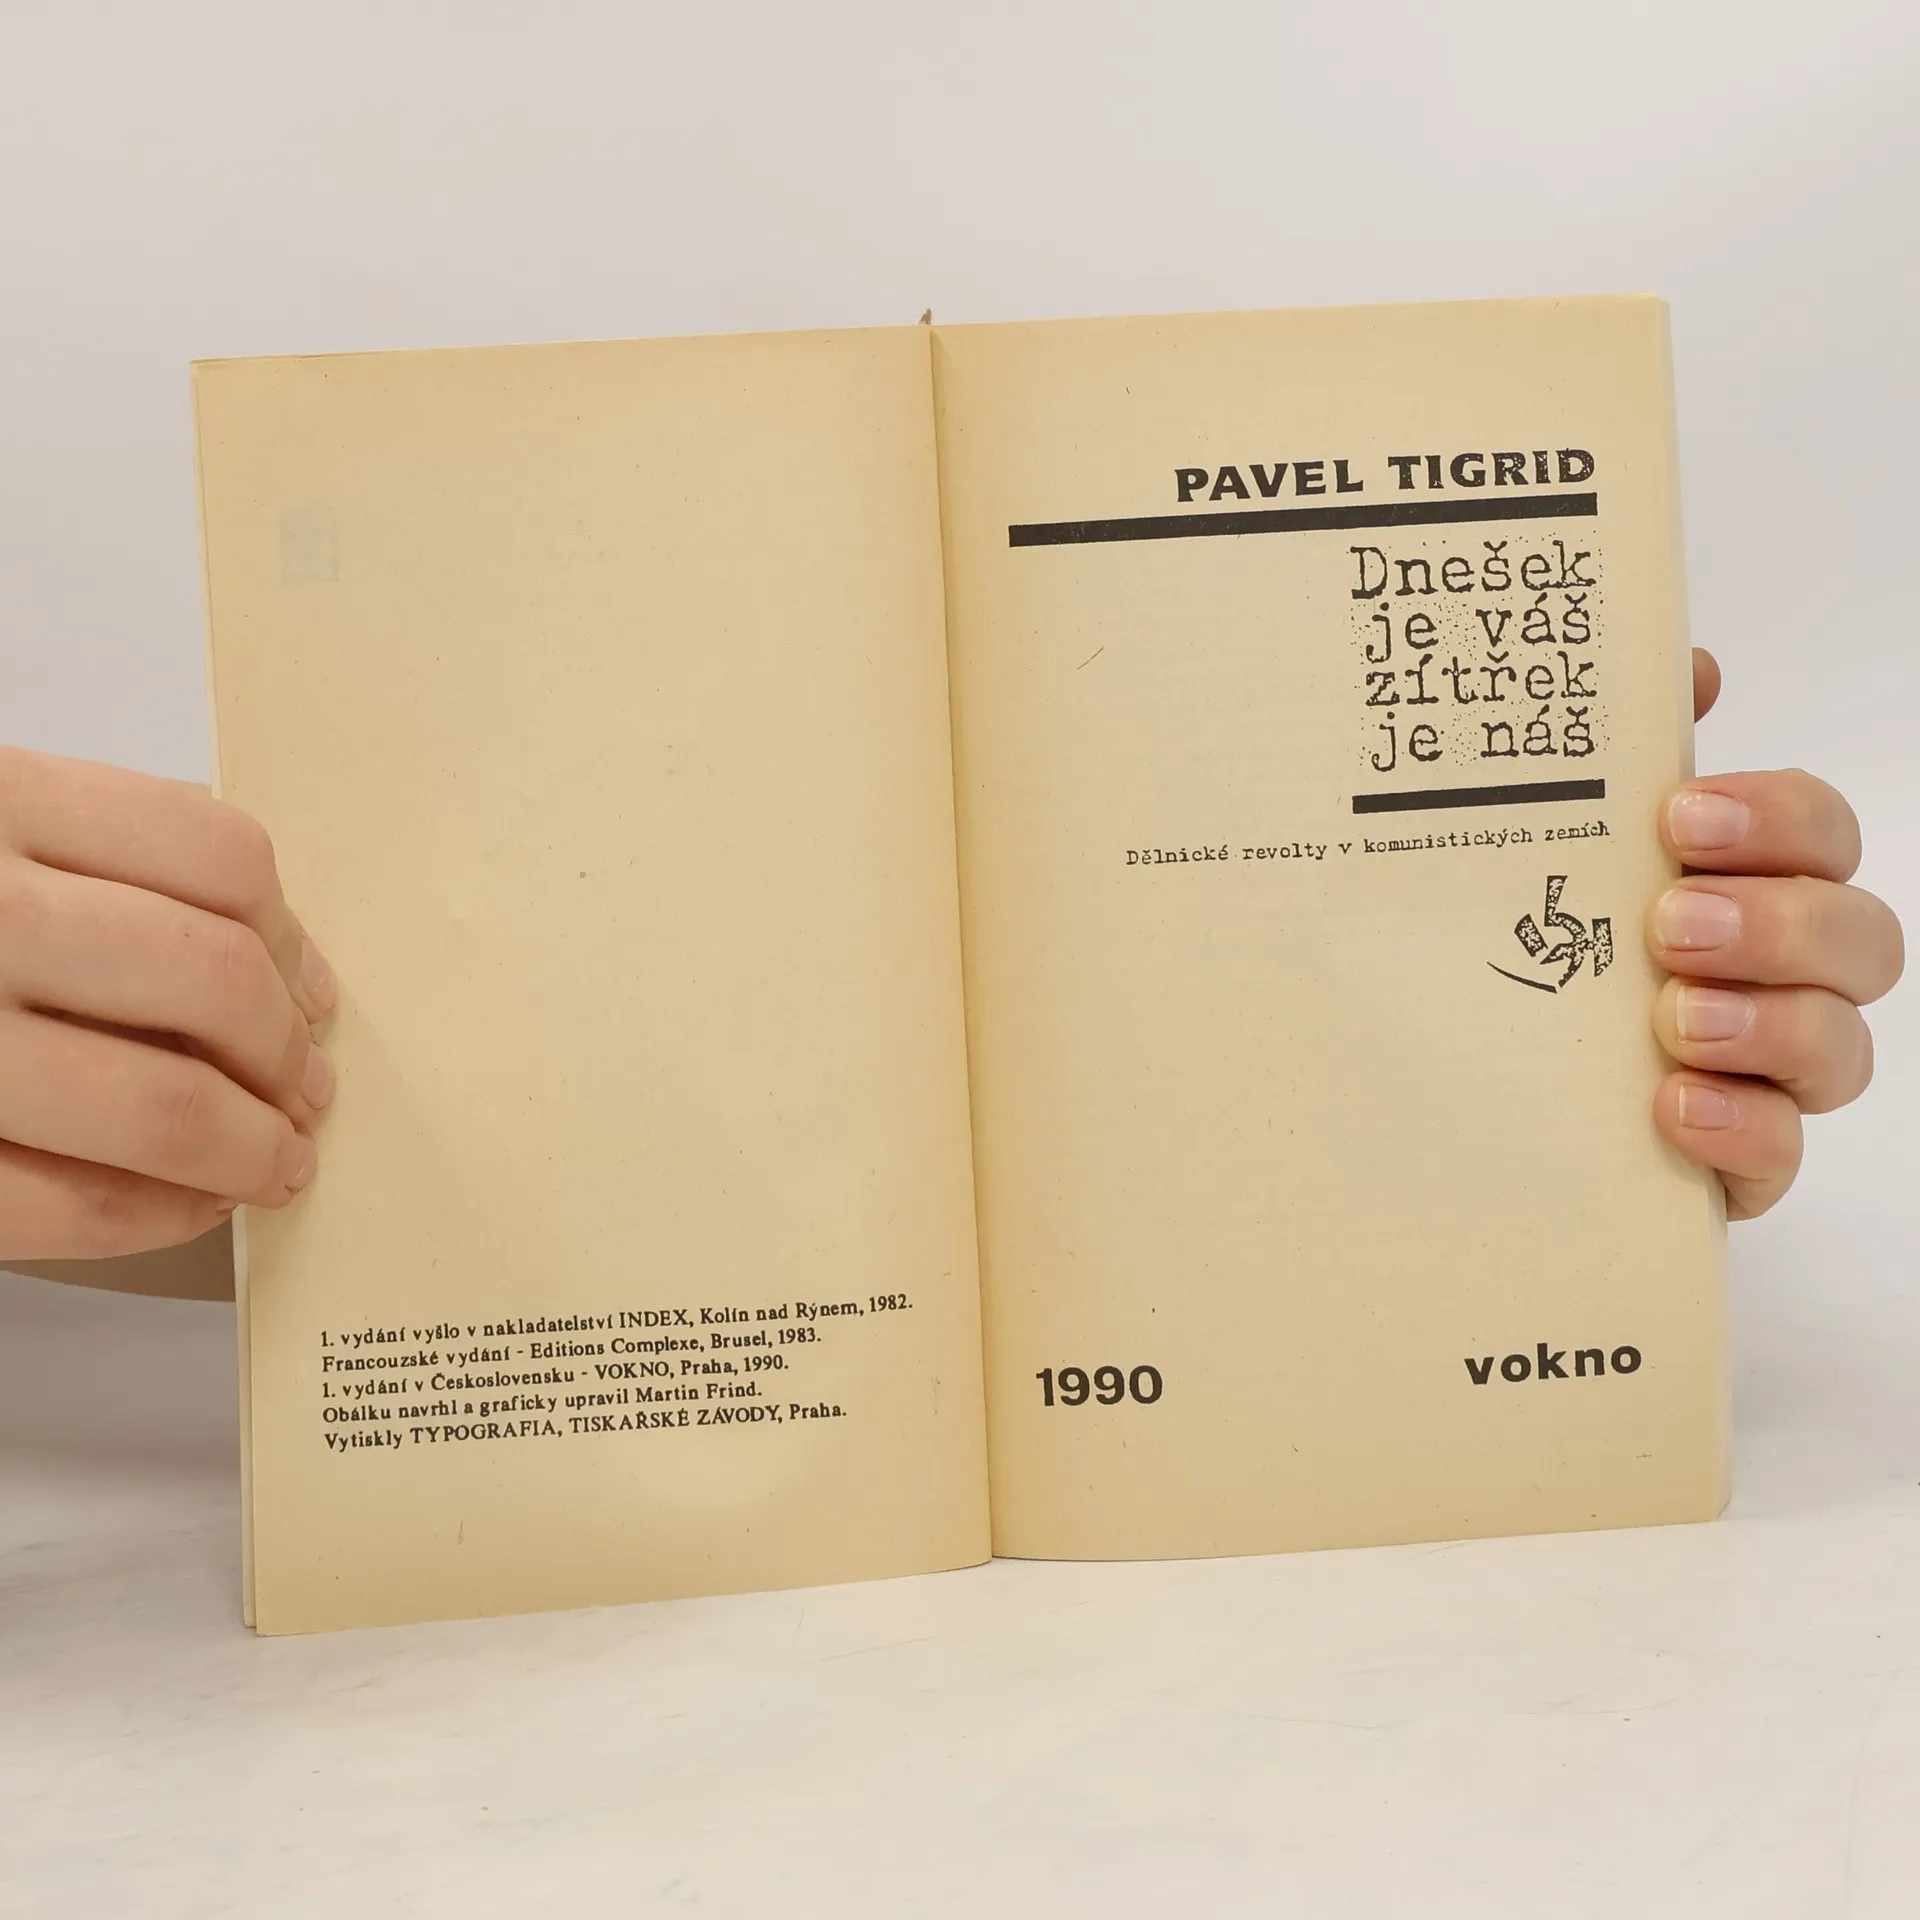 1. vydání vyšlo v nakladatelství INDEX, Kolín nad Rýnem, 1982.
Francouzské vydání - Editions Complexe, Brusel, 1983.
1. vydání v Československu - VOKNO, Praha, 1990.
Obálku navrhl a graficky upravil Martin Frind.
Vytiskly TYPOGRAFIA, TISKAŘSKÉ ZÁVODY, Praha.
PAVEL TIGRID
Dnešek
je váš
zítřek
je náš
Dělnické revolty v komunistických zemích
1990
vokno